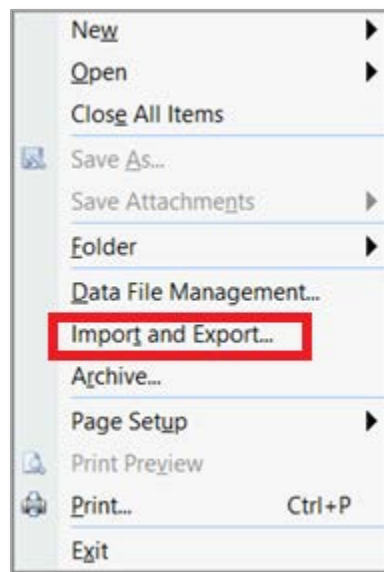 New
Open
Close All Items
Save As...
Save Attachments
Folder
Data File Management...
Import and Export...
Archive...
Page Setup
Print Preview
Print... Ctrl+P
Exit